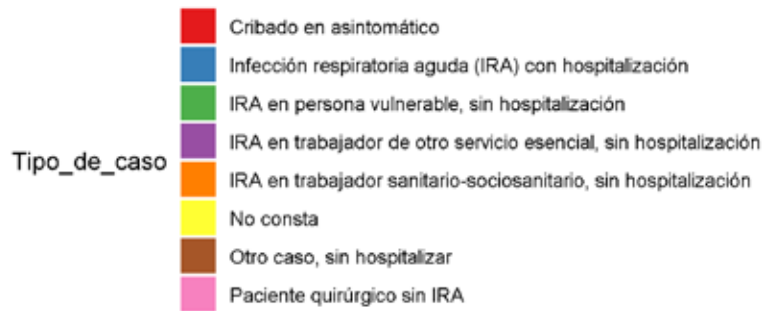 Cribado en asintomático
Infección respiratoria aguda (IRA) con hospitalización
IRA en persona vulnerable, sin hospitalización
IRA en trabajador de otro servicio esencial, sin hospitalización
Tipo_de_caso
IRA en trabajador sanitario-sociosanitario, sin hospitalización
No consta
Otro caso, sin hospitalizar
Paciente quirúrgico sin IRA